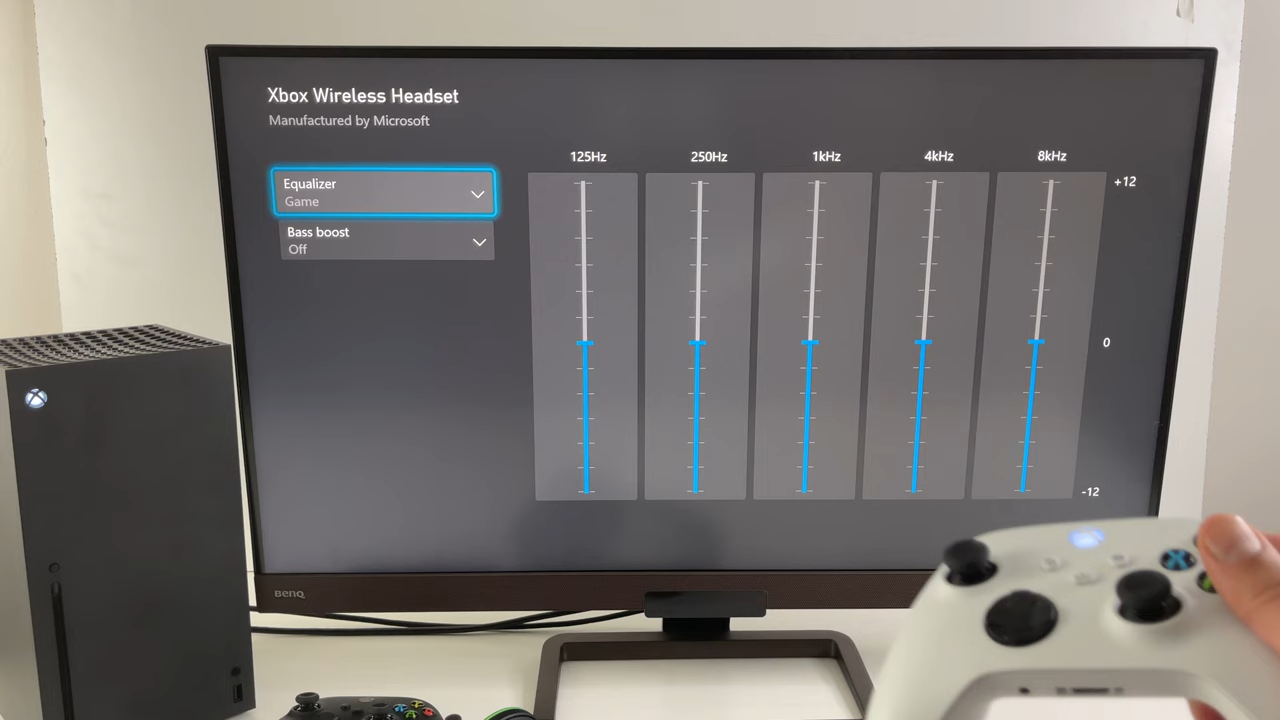 Xbox Wireless Headset
Manufactured by Microsoft
Equalizer
Game
Bass boost
Off
125Hz 250Hz 1kHz 4kHz 8kHz
+12
0
-12
BenQ
X